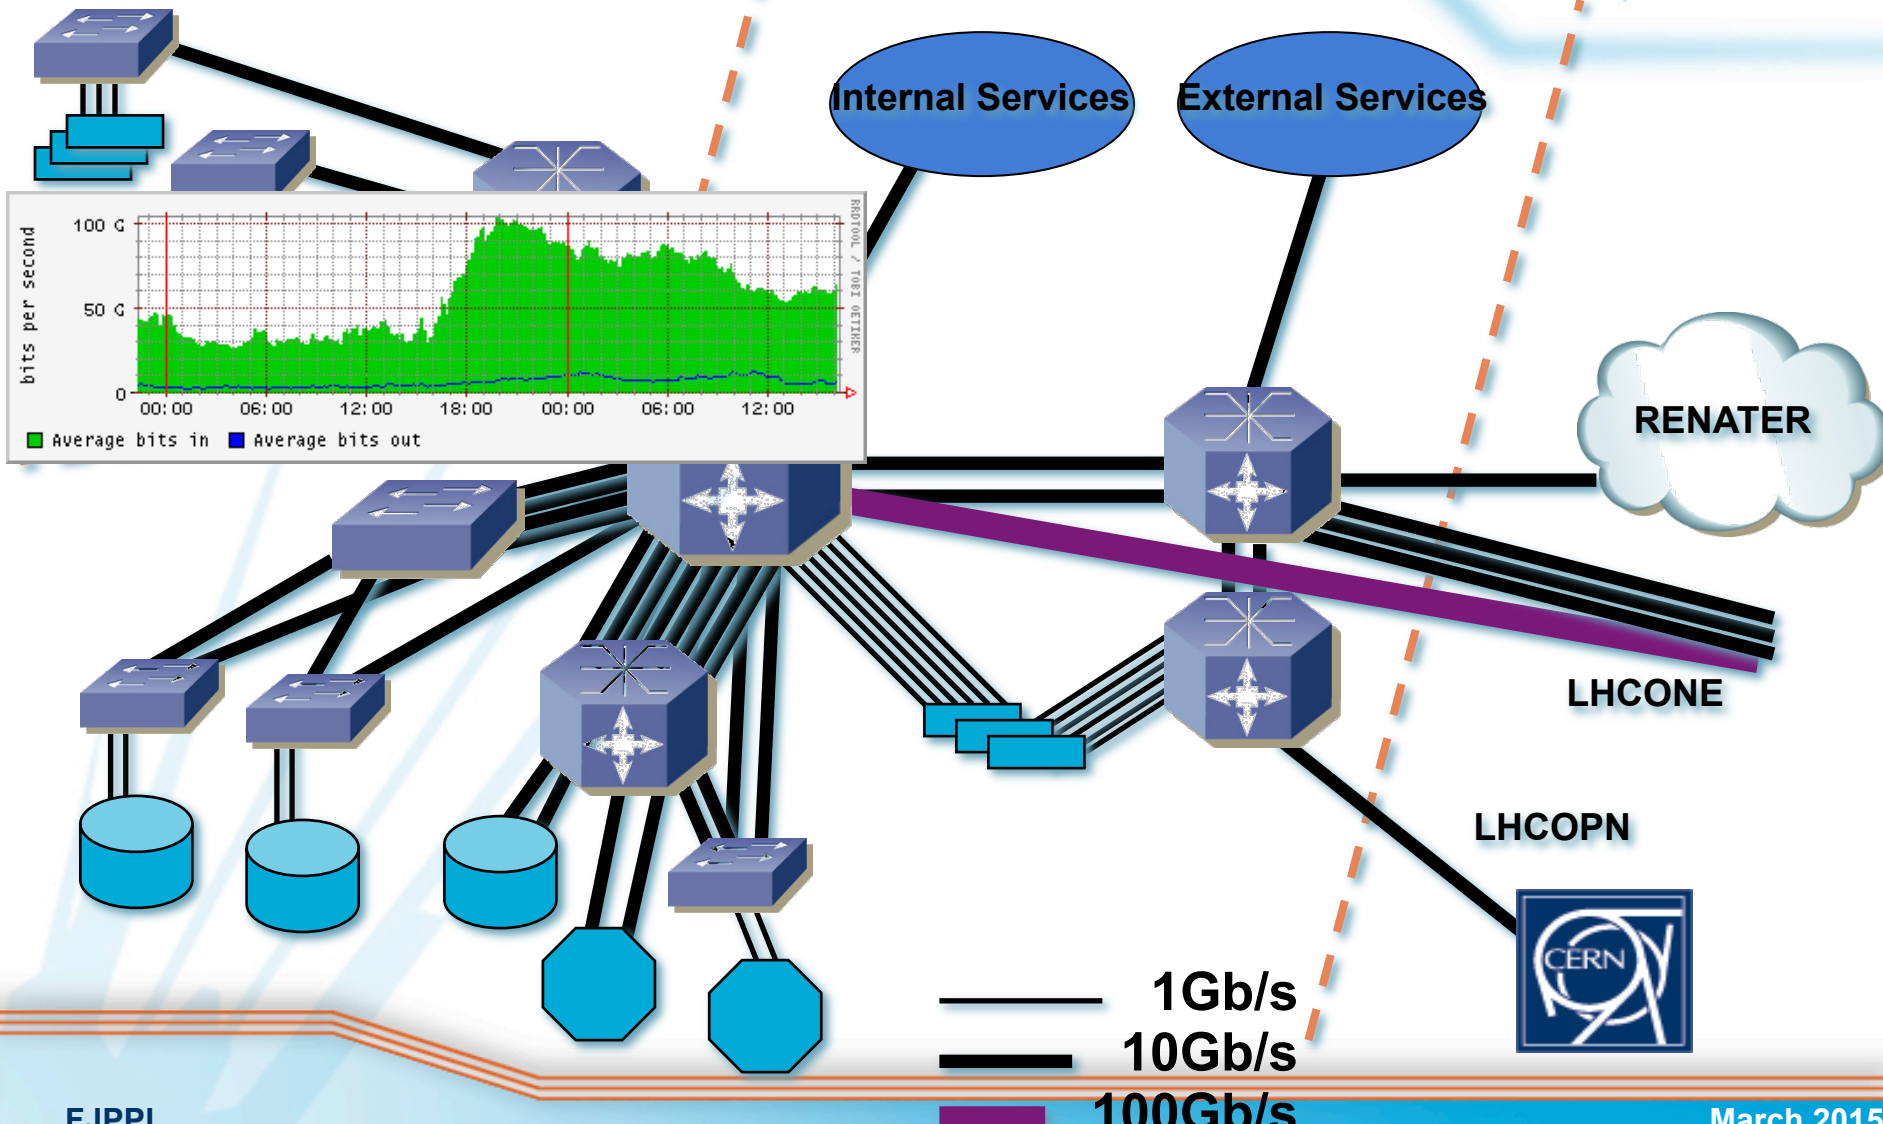 Internal Services
External Services
bits per second
100 G
50 G
0
00:00 06:00 12:00 18:00 00:00 06:00 12:00
Average bits in Average bits out
RRDTOOL / TOBI OETIKER
RENATER
LHCONE
LHCOPN
CERN
1Gb/s
10Gb/s
100Gb/s
FJPPL
March 2015